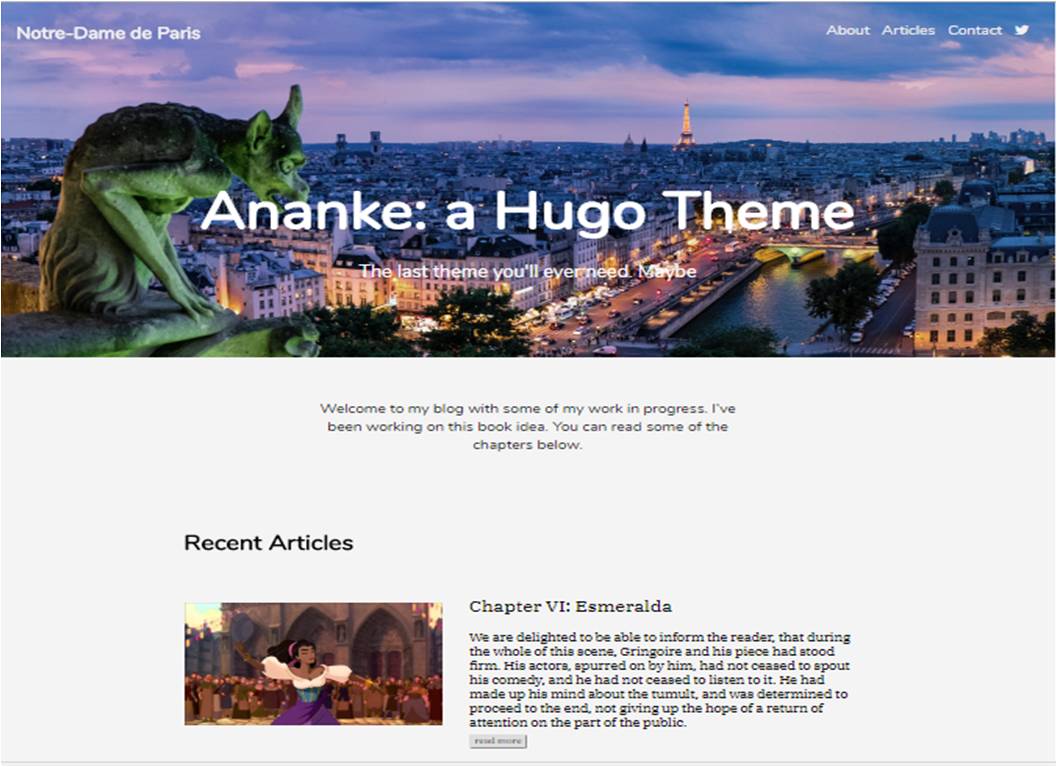 Notre-Dame de Paris
About Articles Contact
Ananke: a Hugo Theme
The last theme you'll ever need. Maybe
Welcome to my blog with some of my work in progress. I've
been working on this book idea. You can read some of the
chapters below.
Recent Articles
Chapter VI: Esmeralda
We are delighted to be able to inform the reader, that during
the whole of this scene, Gringoire and his piece had stood
firm. His actors, spurred on by him, had not ceased to spout
his comedy, and he had not ceased to listen to it. He had
made up his mind about the tumult, and was determined to
proceed to the end, not giving up the hope of a return of
attention on the part of the public.
read more